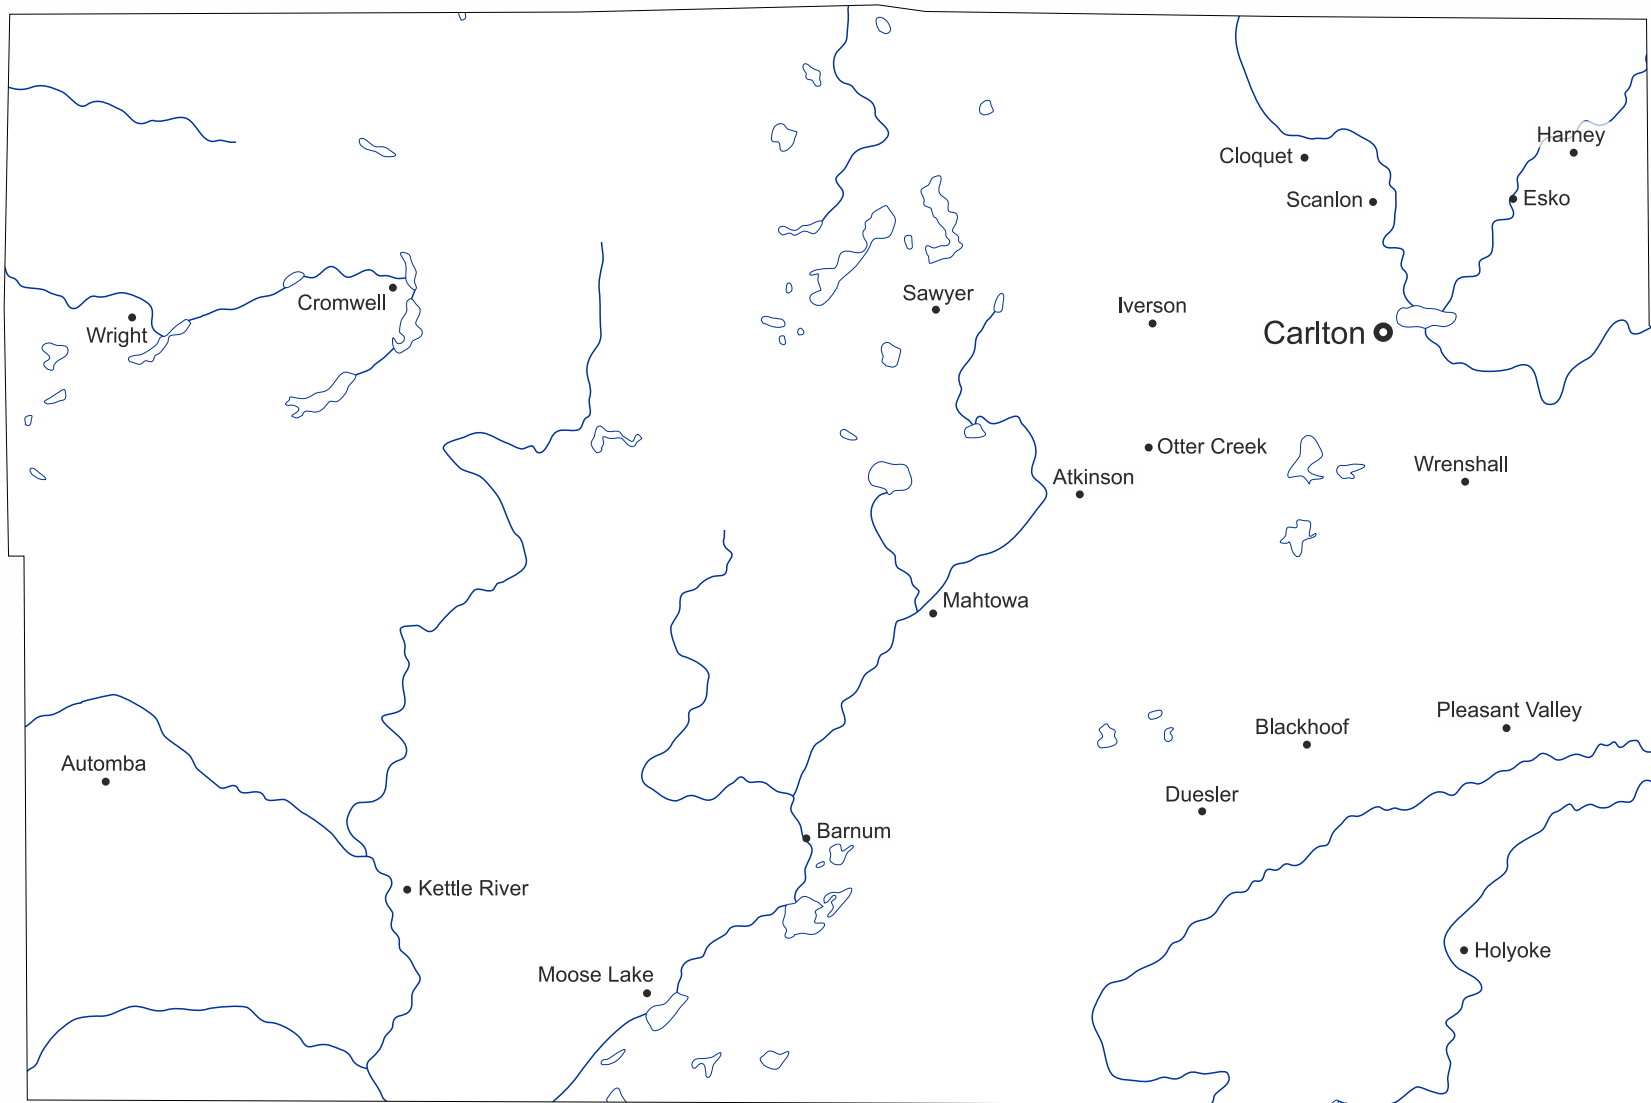 Harney
Cloquet
Scanlon
Esko
Sawyer
Cromwell
Iverson
Wright
Carlton
Otter Creek
Wrenshall
Atkinson
Mahtowa
Pleasant Valley
Blackhoof
Automba
Duesler
Barnum
Kettle River
Holyoke
Moose Lake